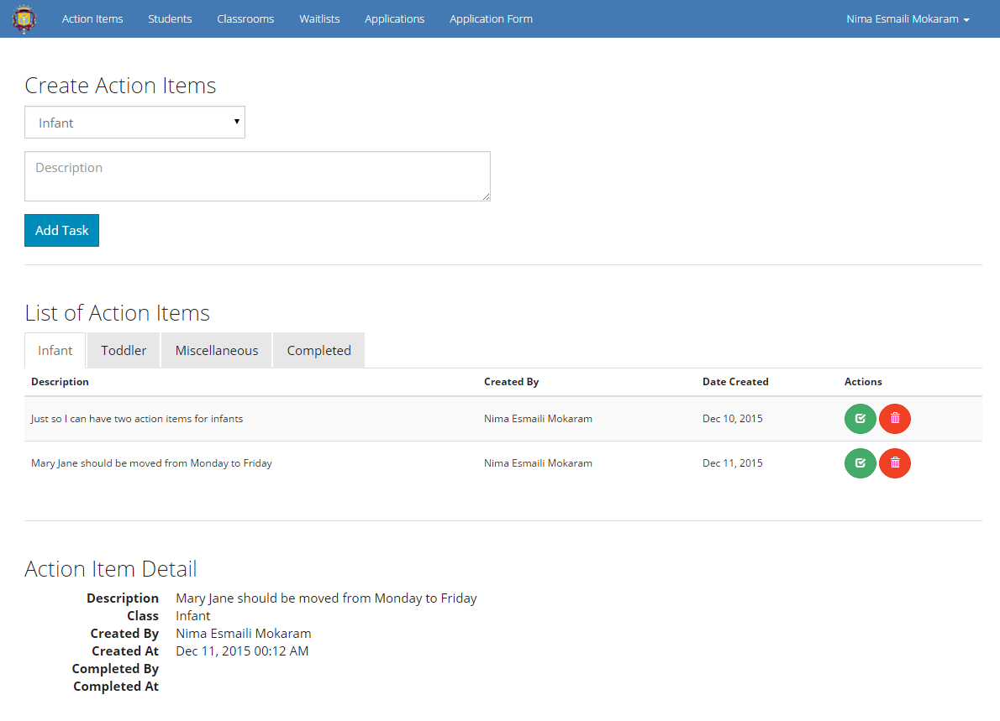 Action Items Students Classrooms Waitlists Applications Application Form Nima Esmaili Mokaram
Create Action Items
Infant
Description
Add Task
List of Action Items
Infant Toddler Miscellaneous Completed
Description Created By Date Created Actions
Just so I can have two action items for infants Nima Esmaili Mokaram Dec 10, 2015
Mary Jane should be moved from Monday to Friday Nima Esmaili Mokaram Dec 11, 2015
Action Item Detail
Description Mary Jane should be moved from Monday to Friday
Class Infant
Created By Nima Esmaili Mokaram
Created At Dec 11, 2015 00:12 AM
Completed By
Completed At